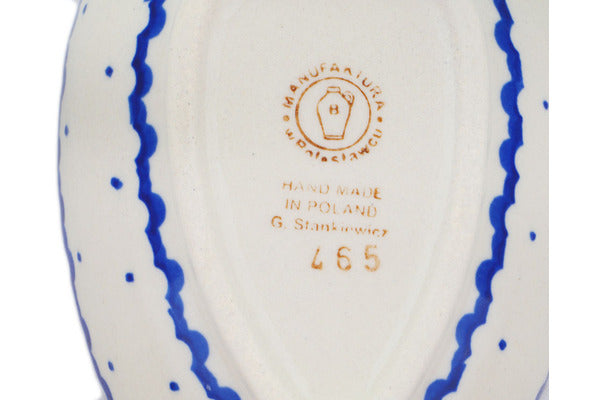 MANUFAKTURA
w Bolesławcu
B
HAND MADE
IN POLAND
G. Stankiewicz
465